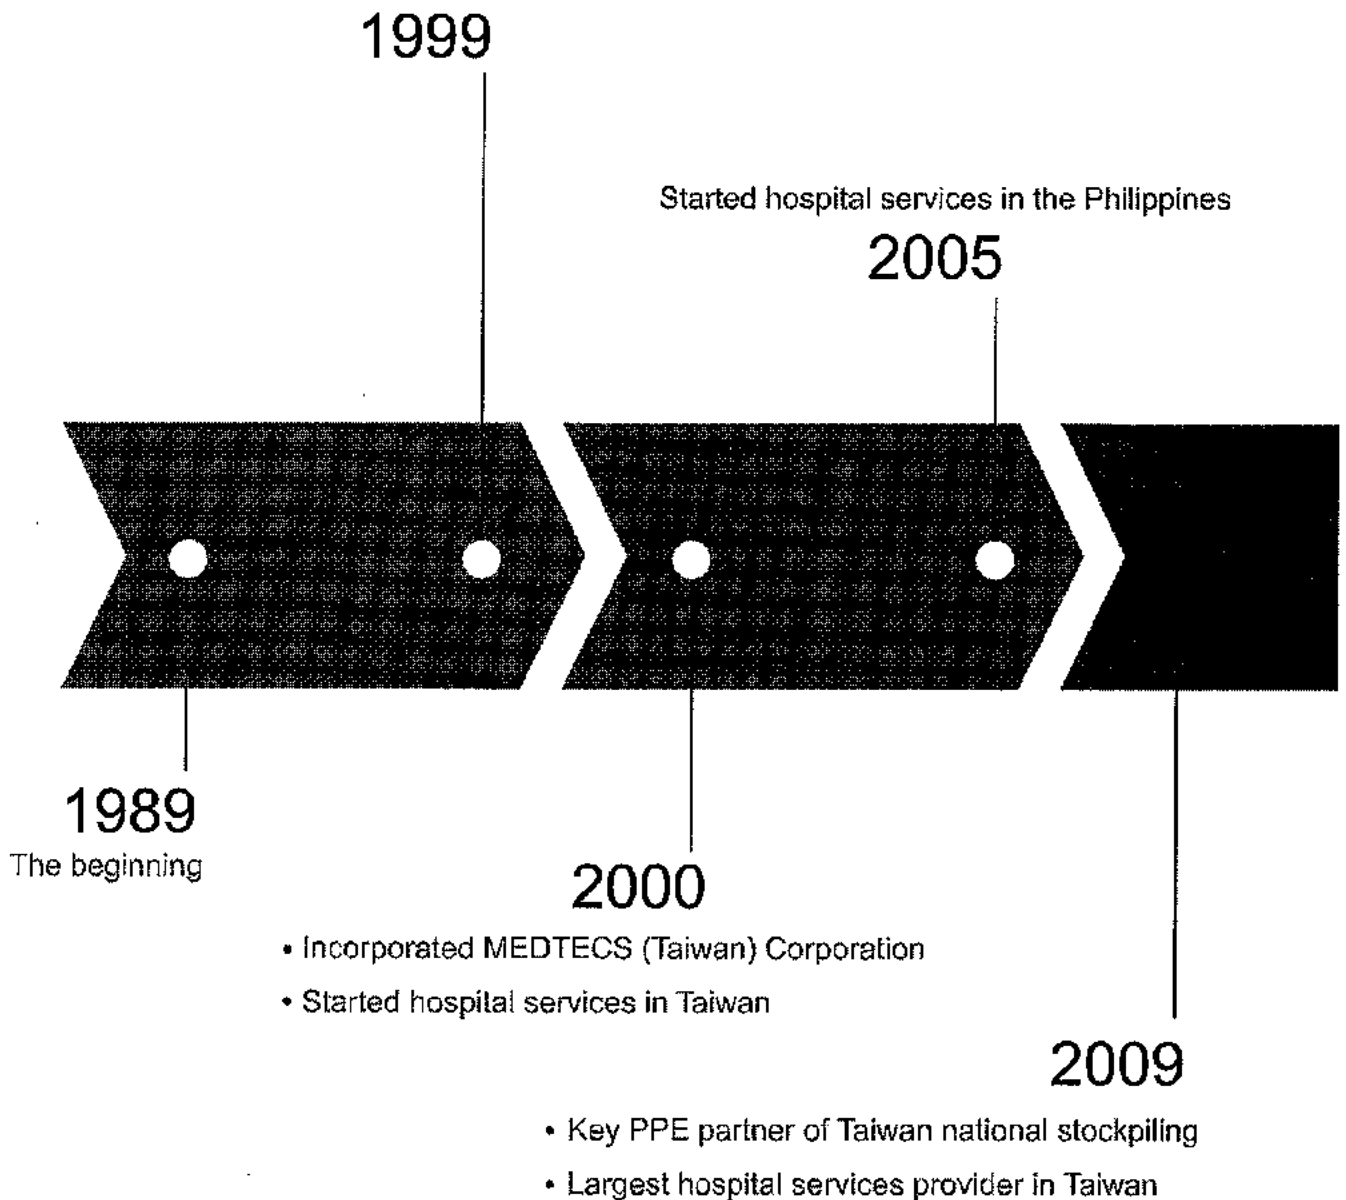 1999
Started hospital services in the Philippines
2005
1989
The beginning
2000
• Incorporated MEDTECS (Taiwan) Corporation
• Started hospital services in Taiwan
2009
• Key PPE partner of Taiwan national stockpiling
• Largest hospital services provider in Taiwan